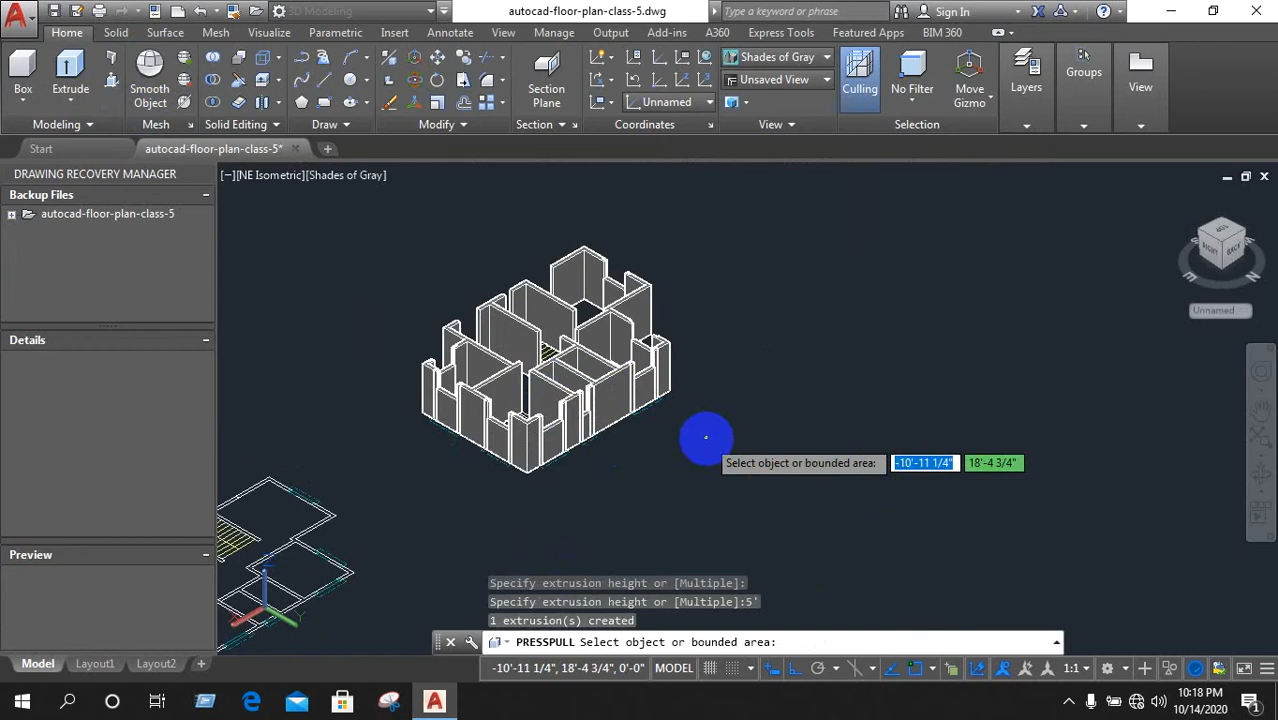 3D Modeling
autocad-floor-plan-class-5.dwg
Type a keyword or phrase
Sign In
Home Solid Surface Mesh Visualize Parametric Insert Annotate View Manage Output Add-ins A360 Express Tools Featured Apps BIM 360
Shades of Gray
Unsaved View
Unnamed
Box Extrude Smooth Object Section Plane Culling No Filter Move Gizmo Layers Groups View
Modeling Mesh Solid Editing Draw Modify Section Coordinates View Selection
Start autocad-floor-plan-class-5*
DRAWING RECOVERY MANAGER
[−][NE Isometric][Shades of Gray]
Backup Files
autocad-floor-plan-class-5
RIGHT BACK
N
Unnamed
Details
Select object or bounded area: -10'-11 1/4" 18'-4 3/4"
Preview
Specify extrusion height or [Multiple]:
Specify extrusion height or [Multiple]:5'
1 extrusion(s) created
PRESSPULL Select object or bounded area:
Model Layout1 Layout2 -10'-11 1/4", 18'-4 3/4", 0'-0" MODEL 1:1
10:18 PM
10/14/2020